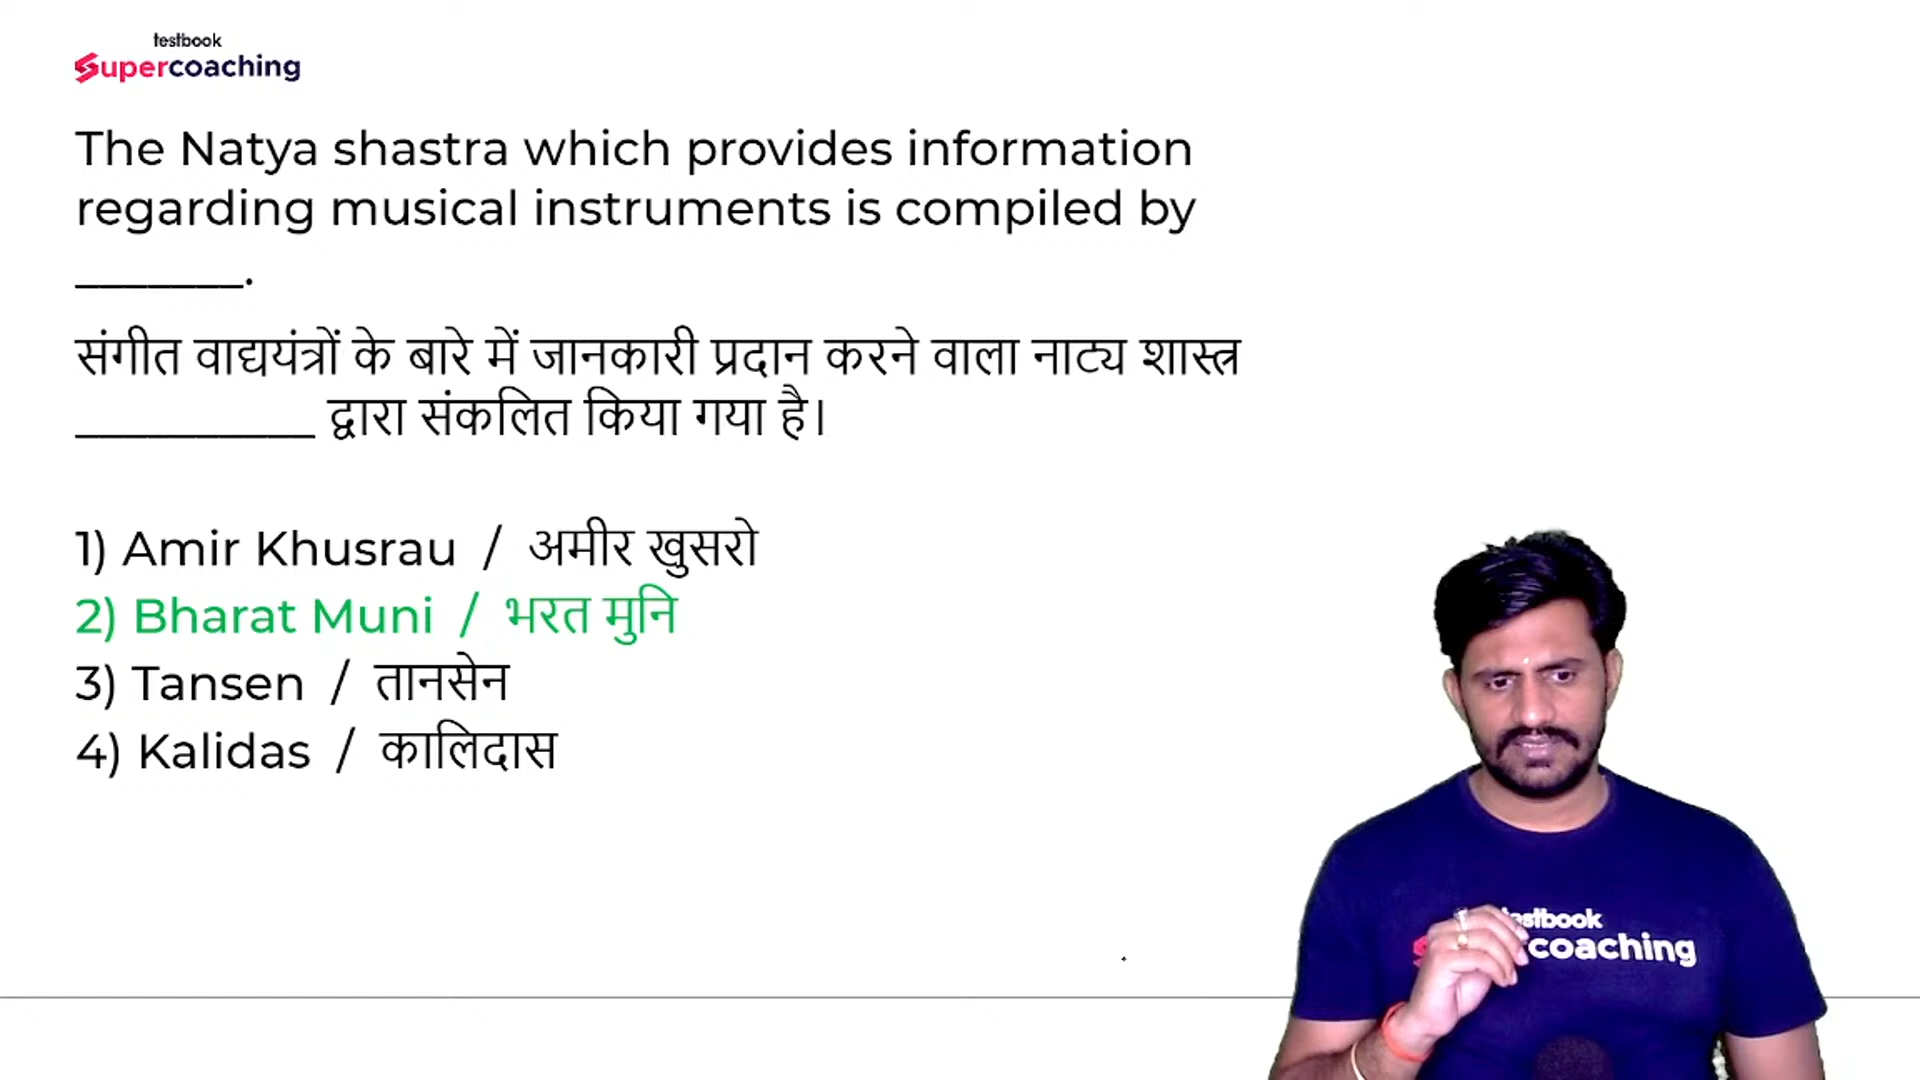 testbook
Supercoaching
The Natya shastra which provides information
regarding musical instruments is compiled by
_______.
संगीत वाद्ययंत्रों के बारे में जानकारी प्रदान करने वाला नाट्य शास्त्र
__________ द्वारा संकलित किया गया है।
1) Amir Khusrau / अमीर खुसरो
2) Bharat Muni / भरत मुनि
3) Tansen / तानसेन
4) Kalidas / कालिदास
testbook
coaching